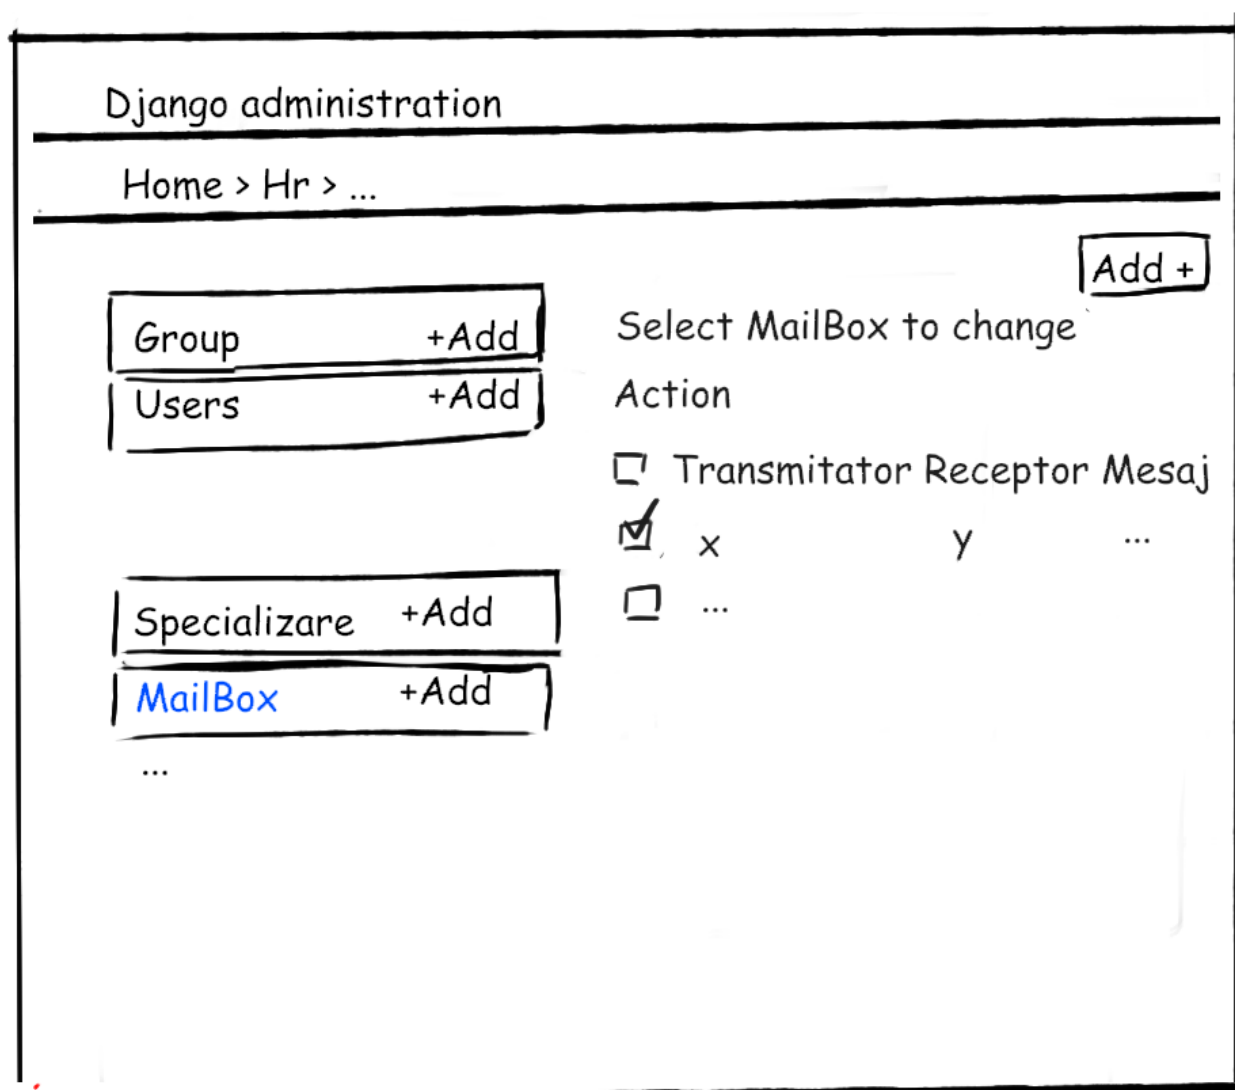 Django administration
Home > Hr > ...
Add +
Group +Add
Users +Add
Specializare +Add
MailBox +Add
...
Select MailBox to change
Action
Transmitator Receptor Mesaj
x y ...
...